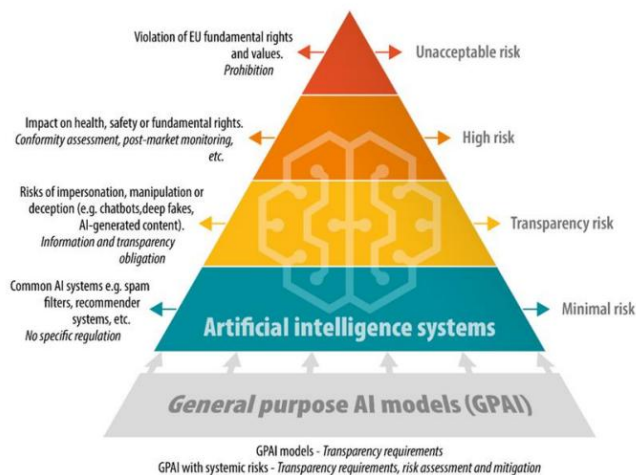 Violation of EU fundamental rights
and values.
Prohibition
Unacceptable risk
Impact on health, safety or fundamental rights.
Conformity assessment, post-market monitoring,
etc.
High risk
Risks of impersonation, manipulation or
deception (e.g. chatbots,deep fakes,
AI-generated content).
Information and transparency
obligation
Transparency risk
Common AI systems e.g. spam
filters, recommender
systems, etc.
No specific regulation
Minimal risk
Artificial intelligence systems
General purpose AI models (GPAI)
GPAI models - Transparency requirements
GPAI with systemic risks - Transparency requirements, risk assessment and mitigation